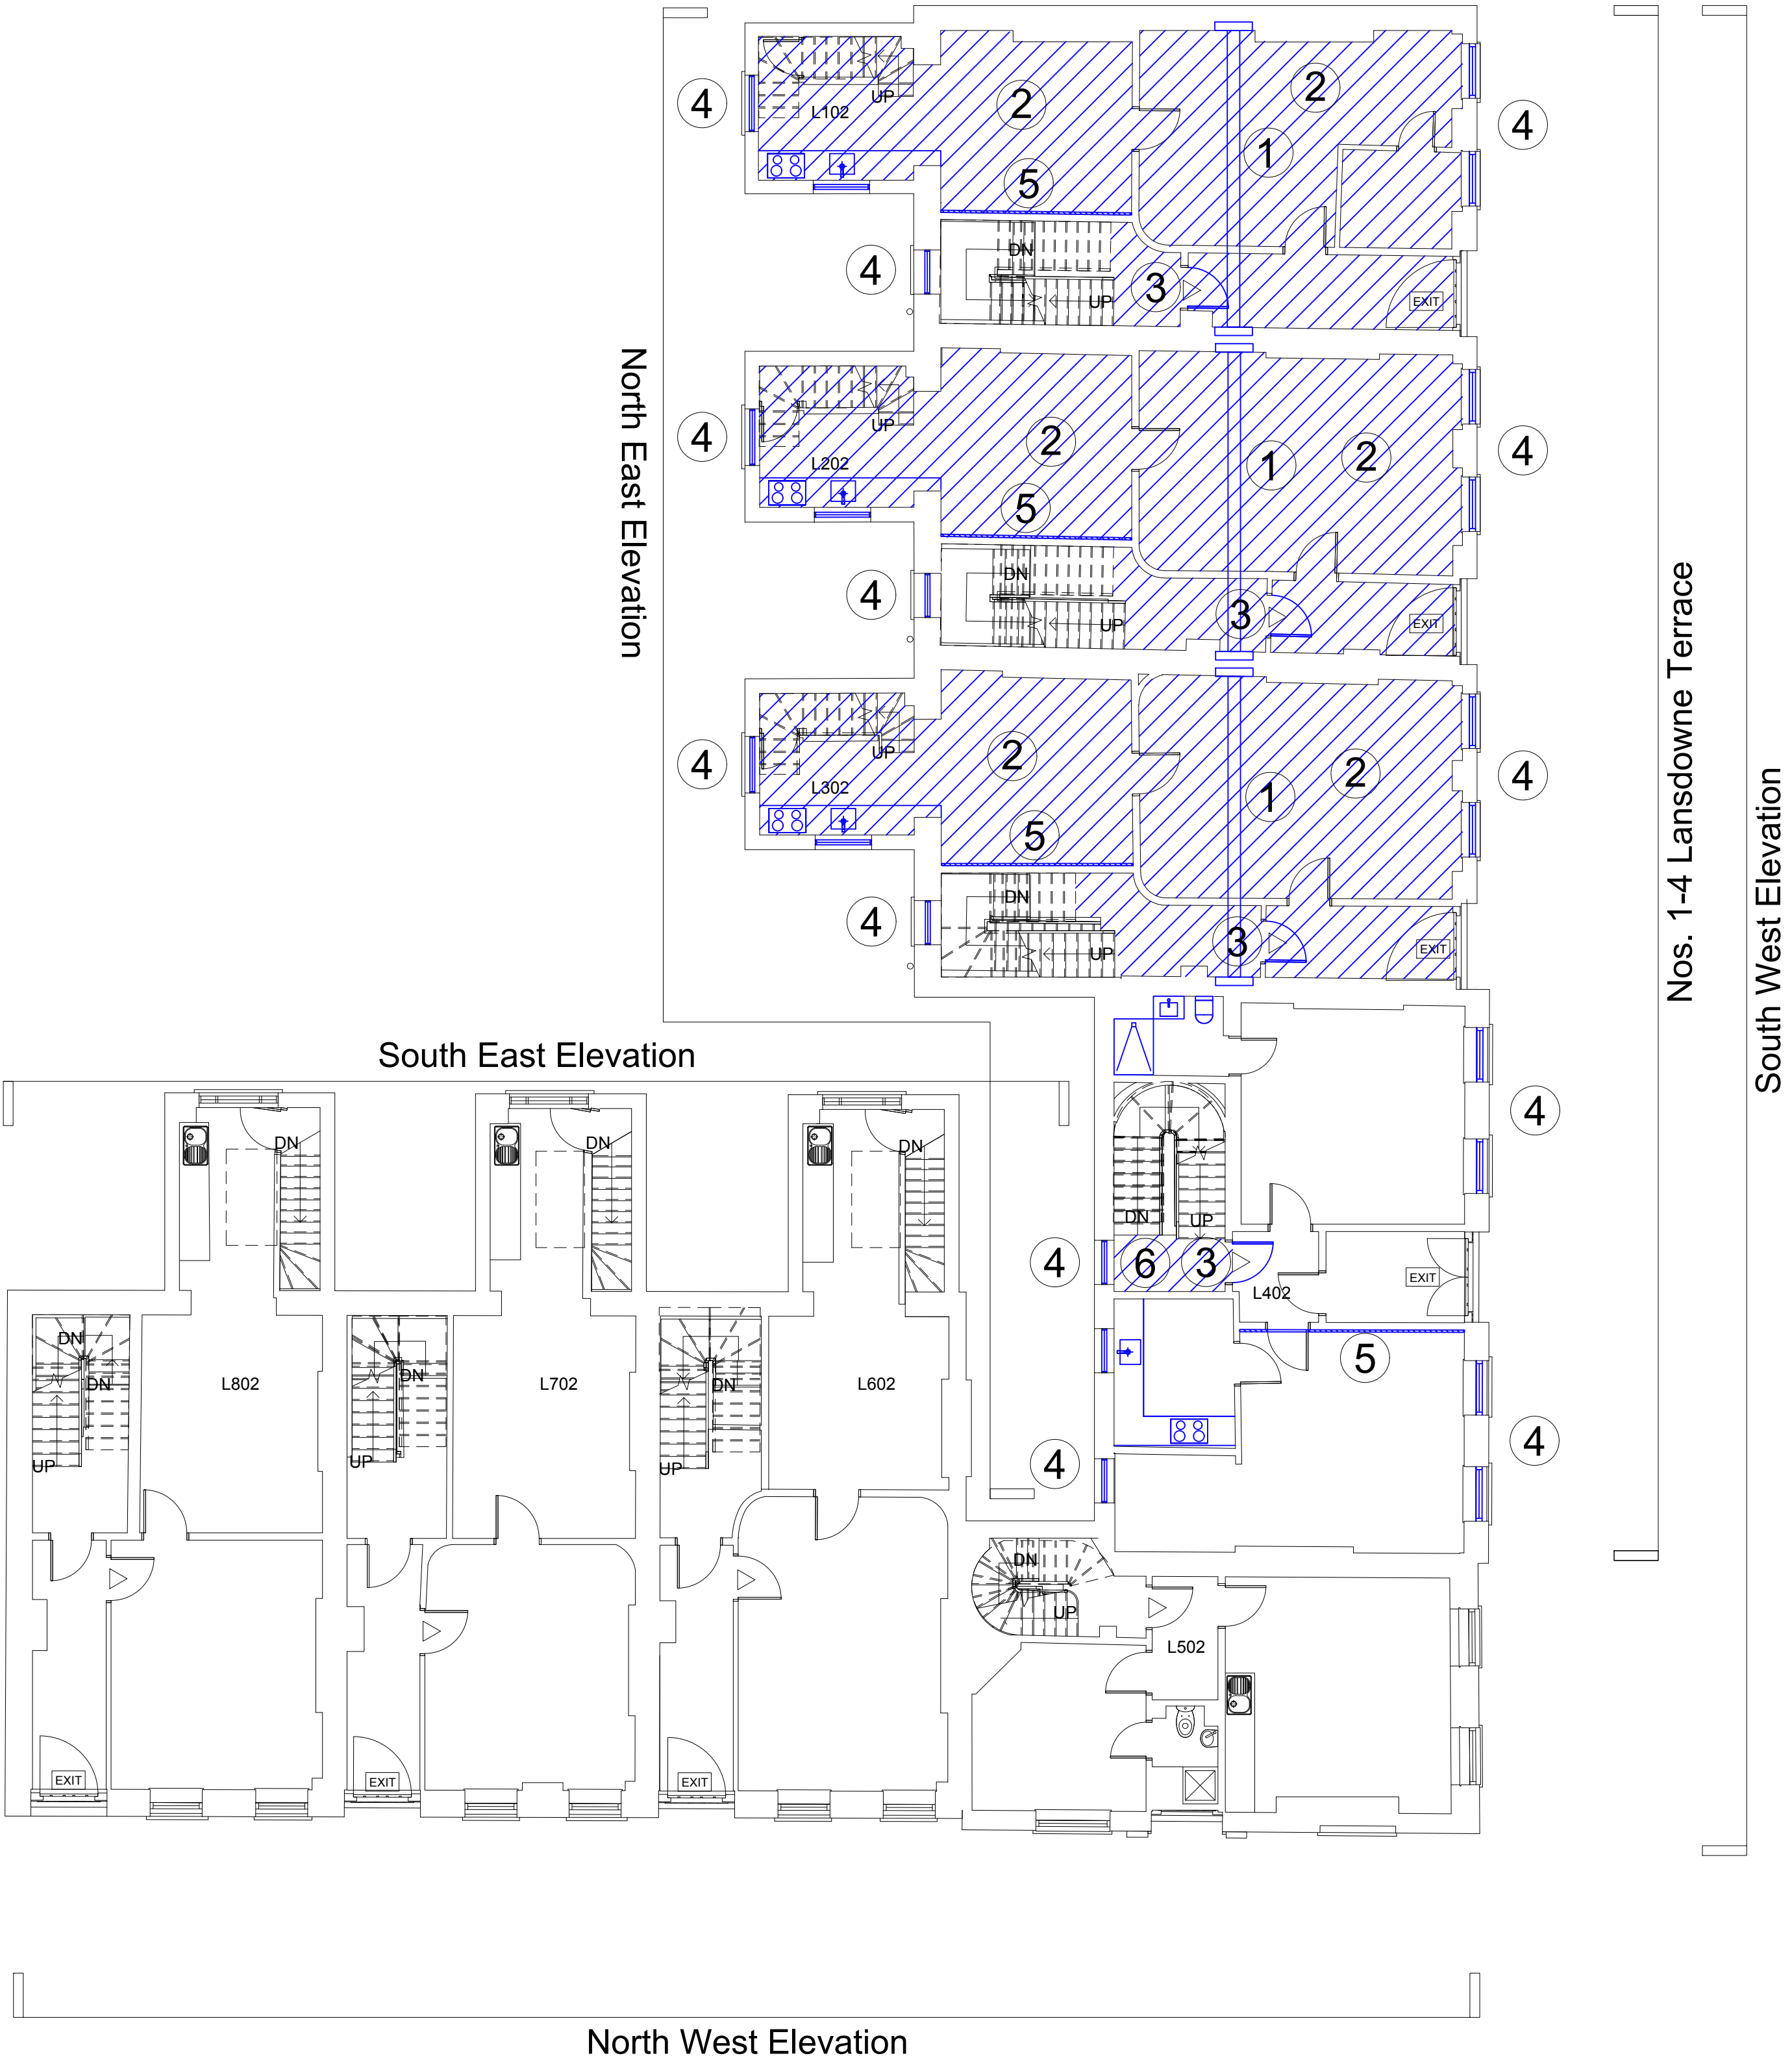 2
4
2
4
L102
UP
1
5
DN
4
3
UP
EXIT
North East Elevation
4
UP
2
1
2
4
L202
5
DN
4
3
UP
EXIT
Nos. 1-4 Lansdowne Terrace
South West Elevation
4
UP
2
2
4
L302
1
5
DN
4
3
UP
EXIT
South East Elevation
4
DN
DN
DN
DN
UP
4
6
3
EXIT
L402
DN
5
DN
DN
DN
L802
L702
L602
4
UP
UP
UP
4
DN
UP
L502
EXIT
EXIT
EXIT
North West Elevation